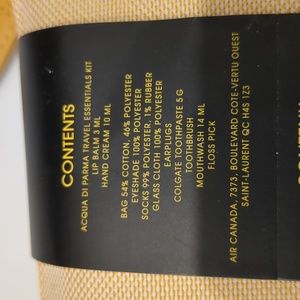 CONTENTS
ACQUA DI PARMA TRAVEL ESSENTIALS KIT
LIP BALM 3 ML
HAND CREAM 10 ML
BAG 54% COTTON, 46% POLYESTER
EYESHADE 100% POLYESTER
SOCKS 99% POLYESTER, 1% RUBBER
GLASS CLOTH 100% POLYESTER
EARPLUGS
COLGATE TOOTHPASTE 5 G
TOOTHBRUSH
MOUTHWASH 14 ML
FLOSS PICK
AIR CANADA, 7373, BOULEVARD COTE-VERTU OUEST
SAINT-LAURENT QC H4S 1Z3